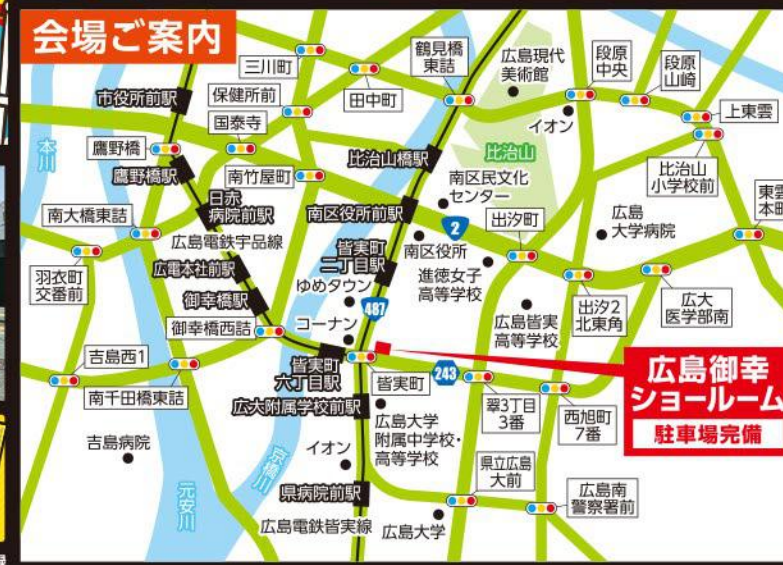 会場ご案内
三川町
鶴見橋
東詰
広島現代
美術館
段原
中央
段原
山崎
市役所前駅
保健所前
田中町
イオン
上東雲
国泰寺
本川
鷹野橋
比治山橋駅
比治山
比治山
小学校前
鷹野橋駅
南竹屋町
南区民文化
センター
東雲
本町
日赤
病院前駅
南区役所前駅
出汐町
広島
大学病院
南大橋東詰
2
広島電鉄宇品線
皆実町
二丁目駅
南区役所
羽衣町
交番前
広電本社前駅
ゆめタウン
進徳女子
高等学校
出汐2
北東角
広大
医学部南
御幸橋駅
487
コーナン
広島皆実
高等学校
御幸橋西詰
吉島西1
皆実町
六丁目駅
皆実町
243
広島御幸
ショールーム
駐車場完備
南千田橋東詰
広大附属学校前駅
翠3丁目
3番
西旭町
7番
吉島病院
広島大学
附属中学校・
高等学校
イオン
京橋川
県立広島
大前
元安川
県病院前駅
広島南
警察署前
広島電鉄皆実線
広島大学